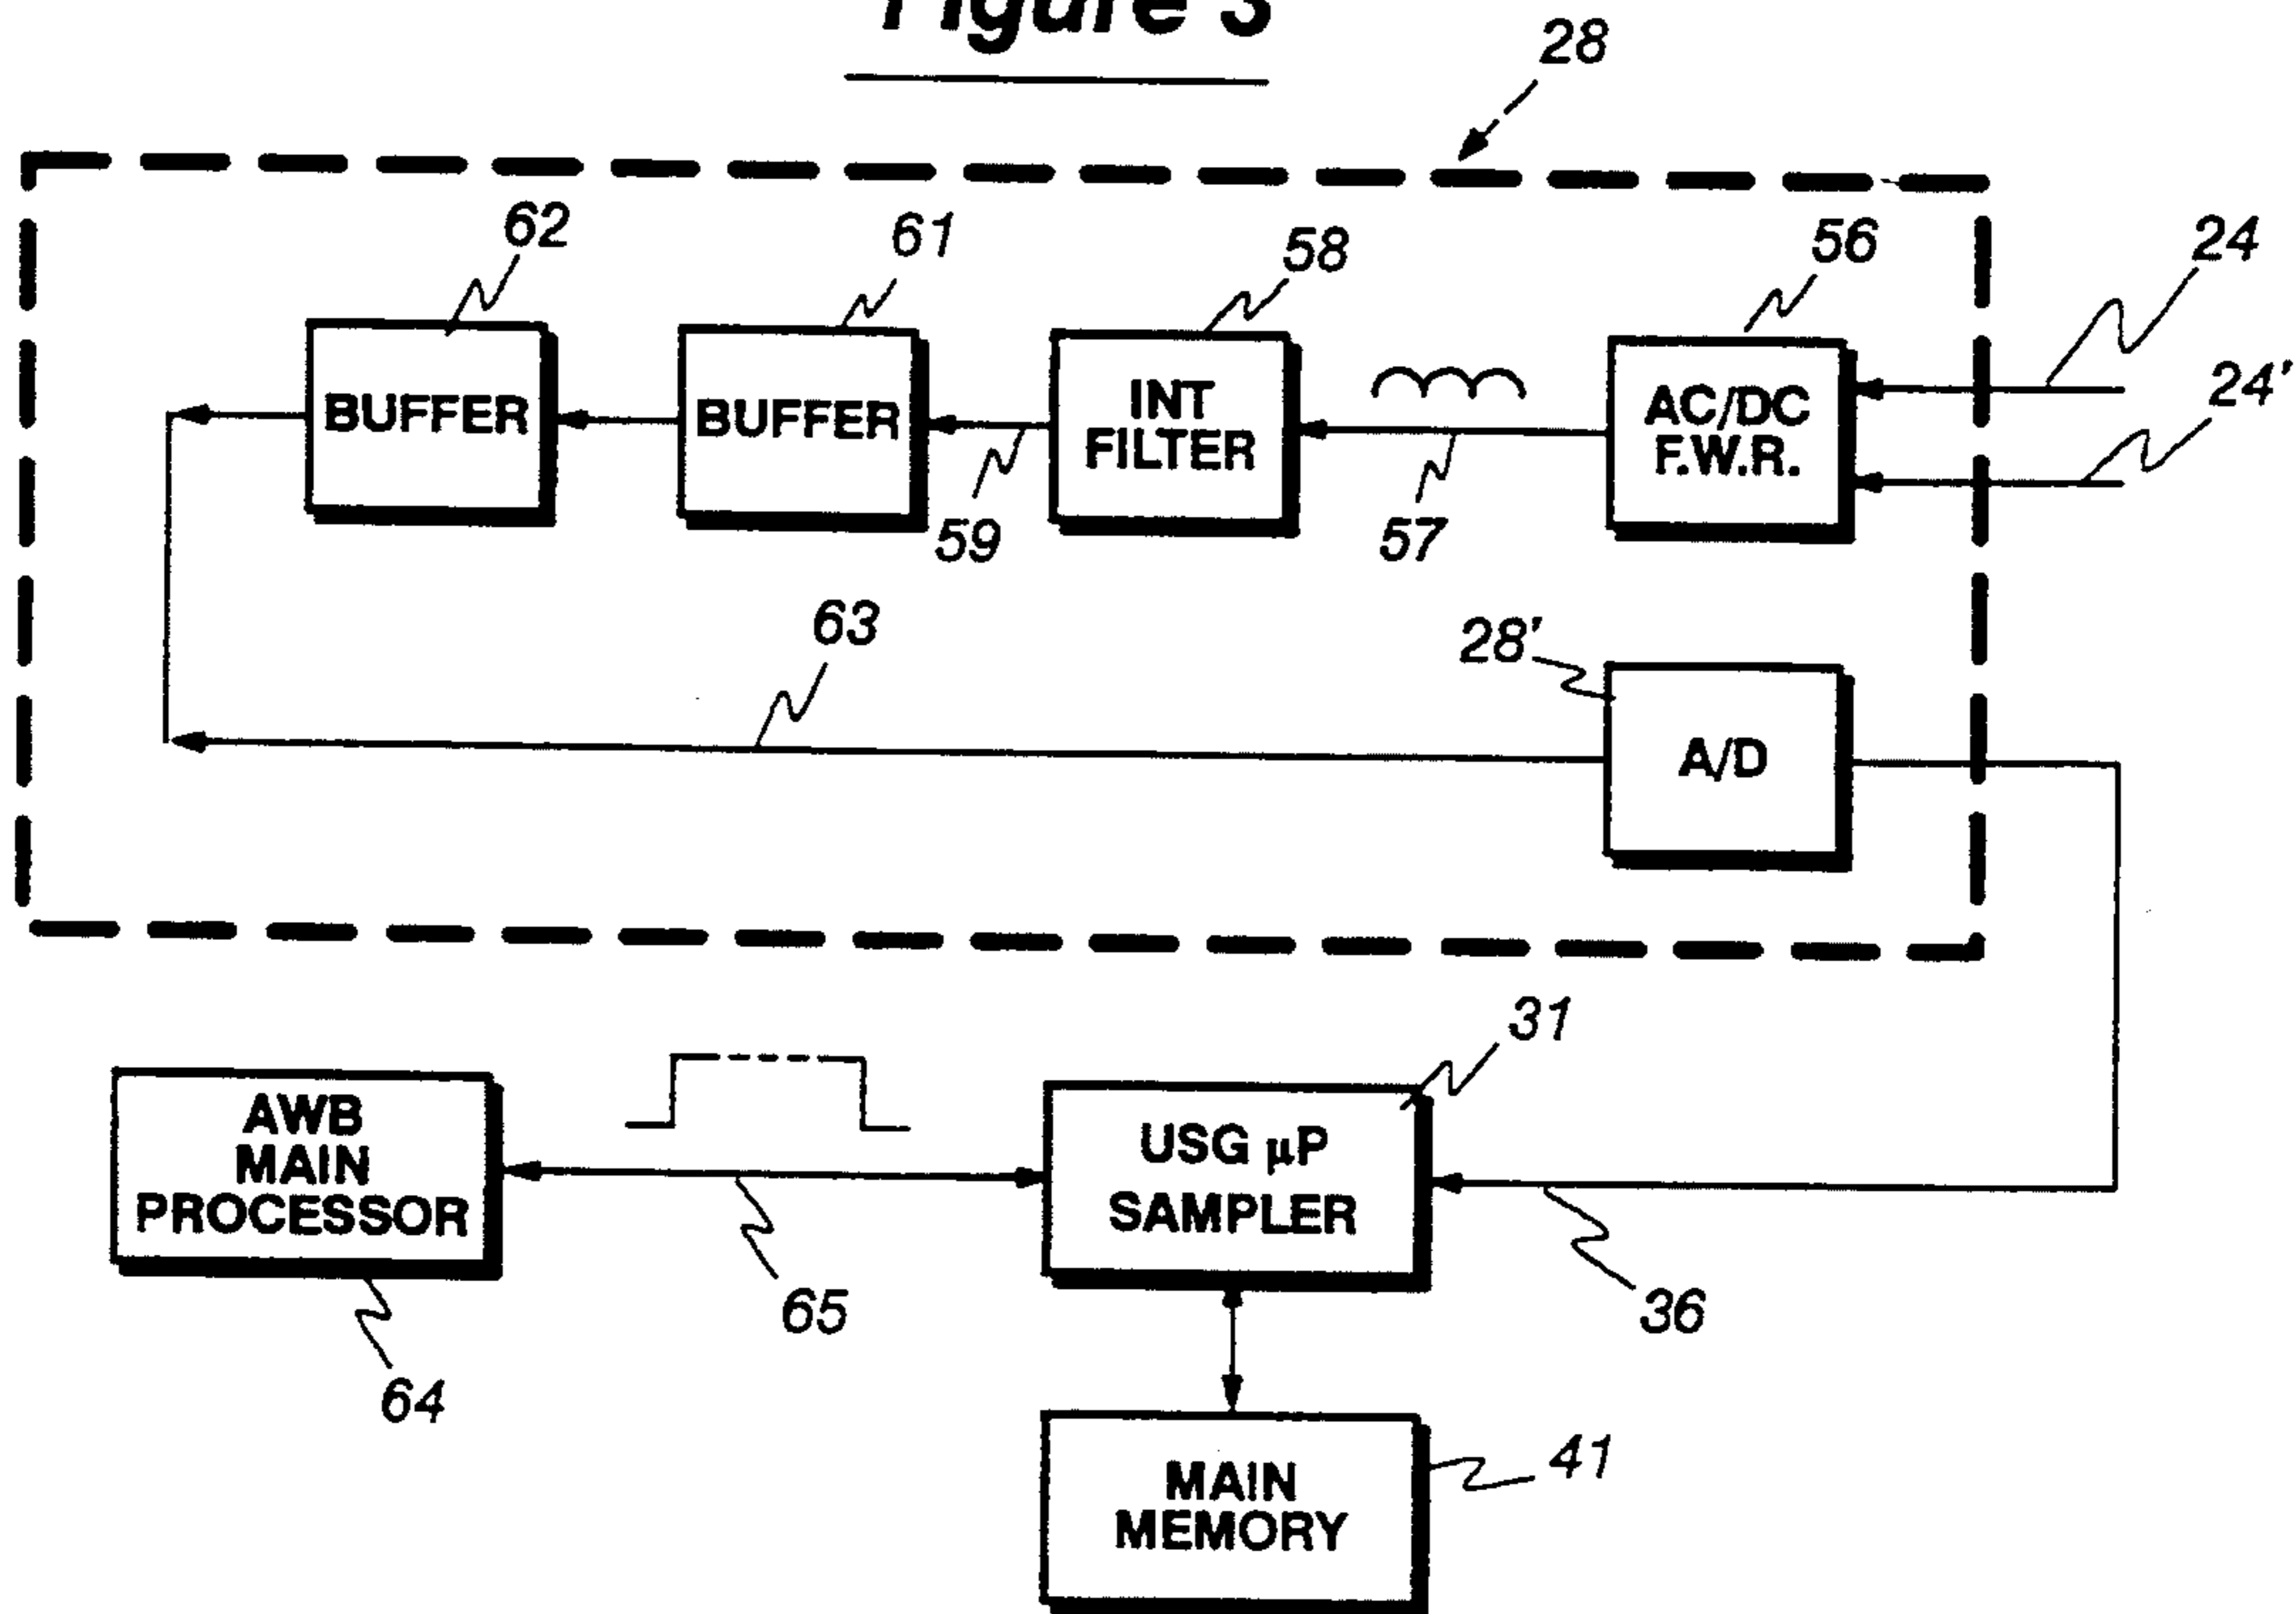 Figure 3
28
62
61
58
56
24
24'
BUFFER
BUFFER
INT
FILTER
AC/DC
F.W.R.
59
57
63
28'
A/D
31
AWB
MAIN
PROCESSOR
USG µP
SAMPLER
65
36
64
MAIN
MEMORY
41